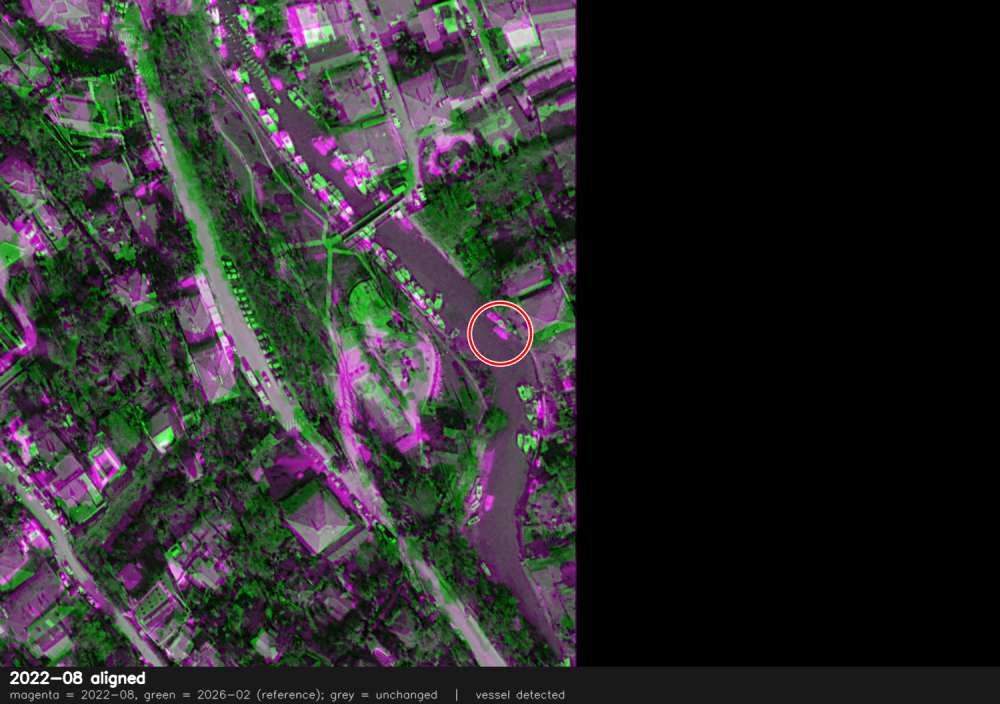 2022-08 aligned
magenta = 2022-08, green = 2026-02 (reference); grey = unchanged | vessel detected